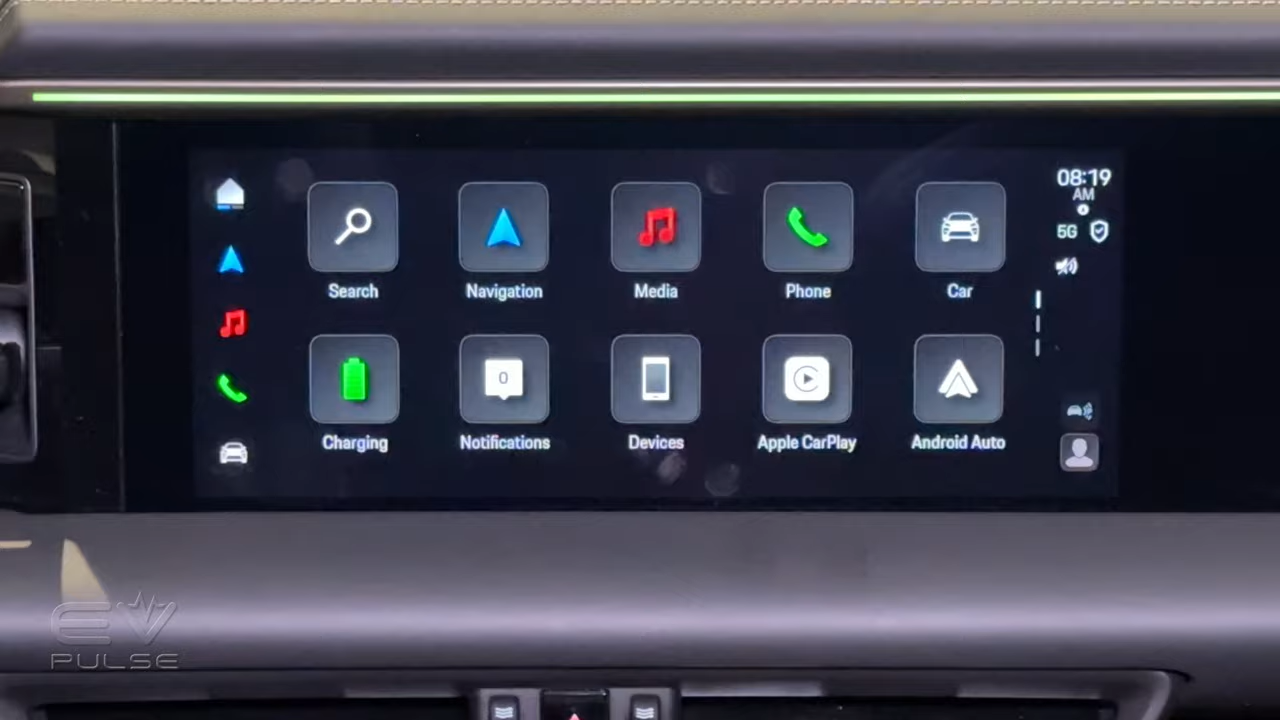 08:19
AM
5G
Search
Navigation
Media
Phone
Car
0
Charging
Notifications
Devices
Apple CarPlay
Android Auto
EV
PULSE